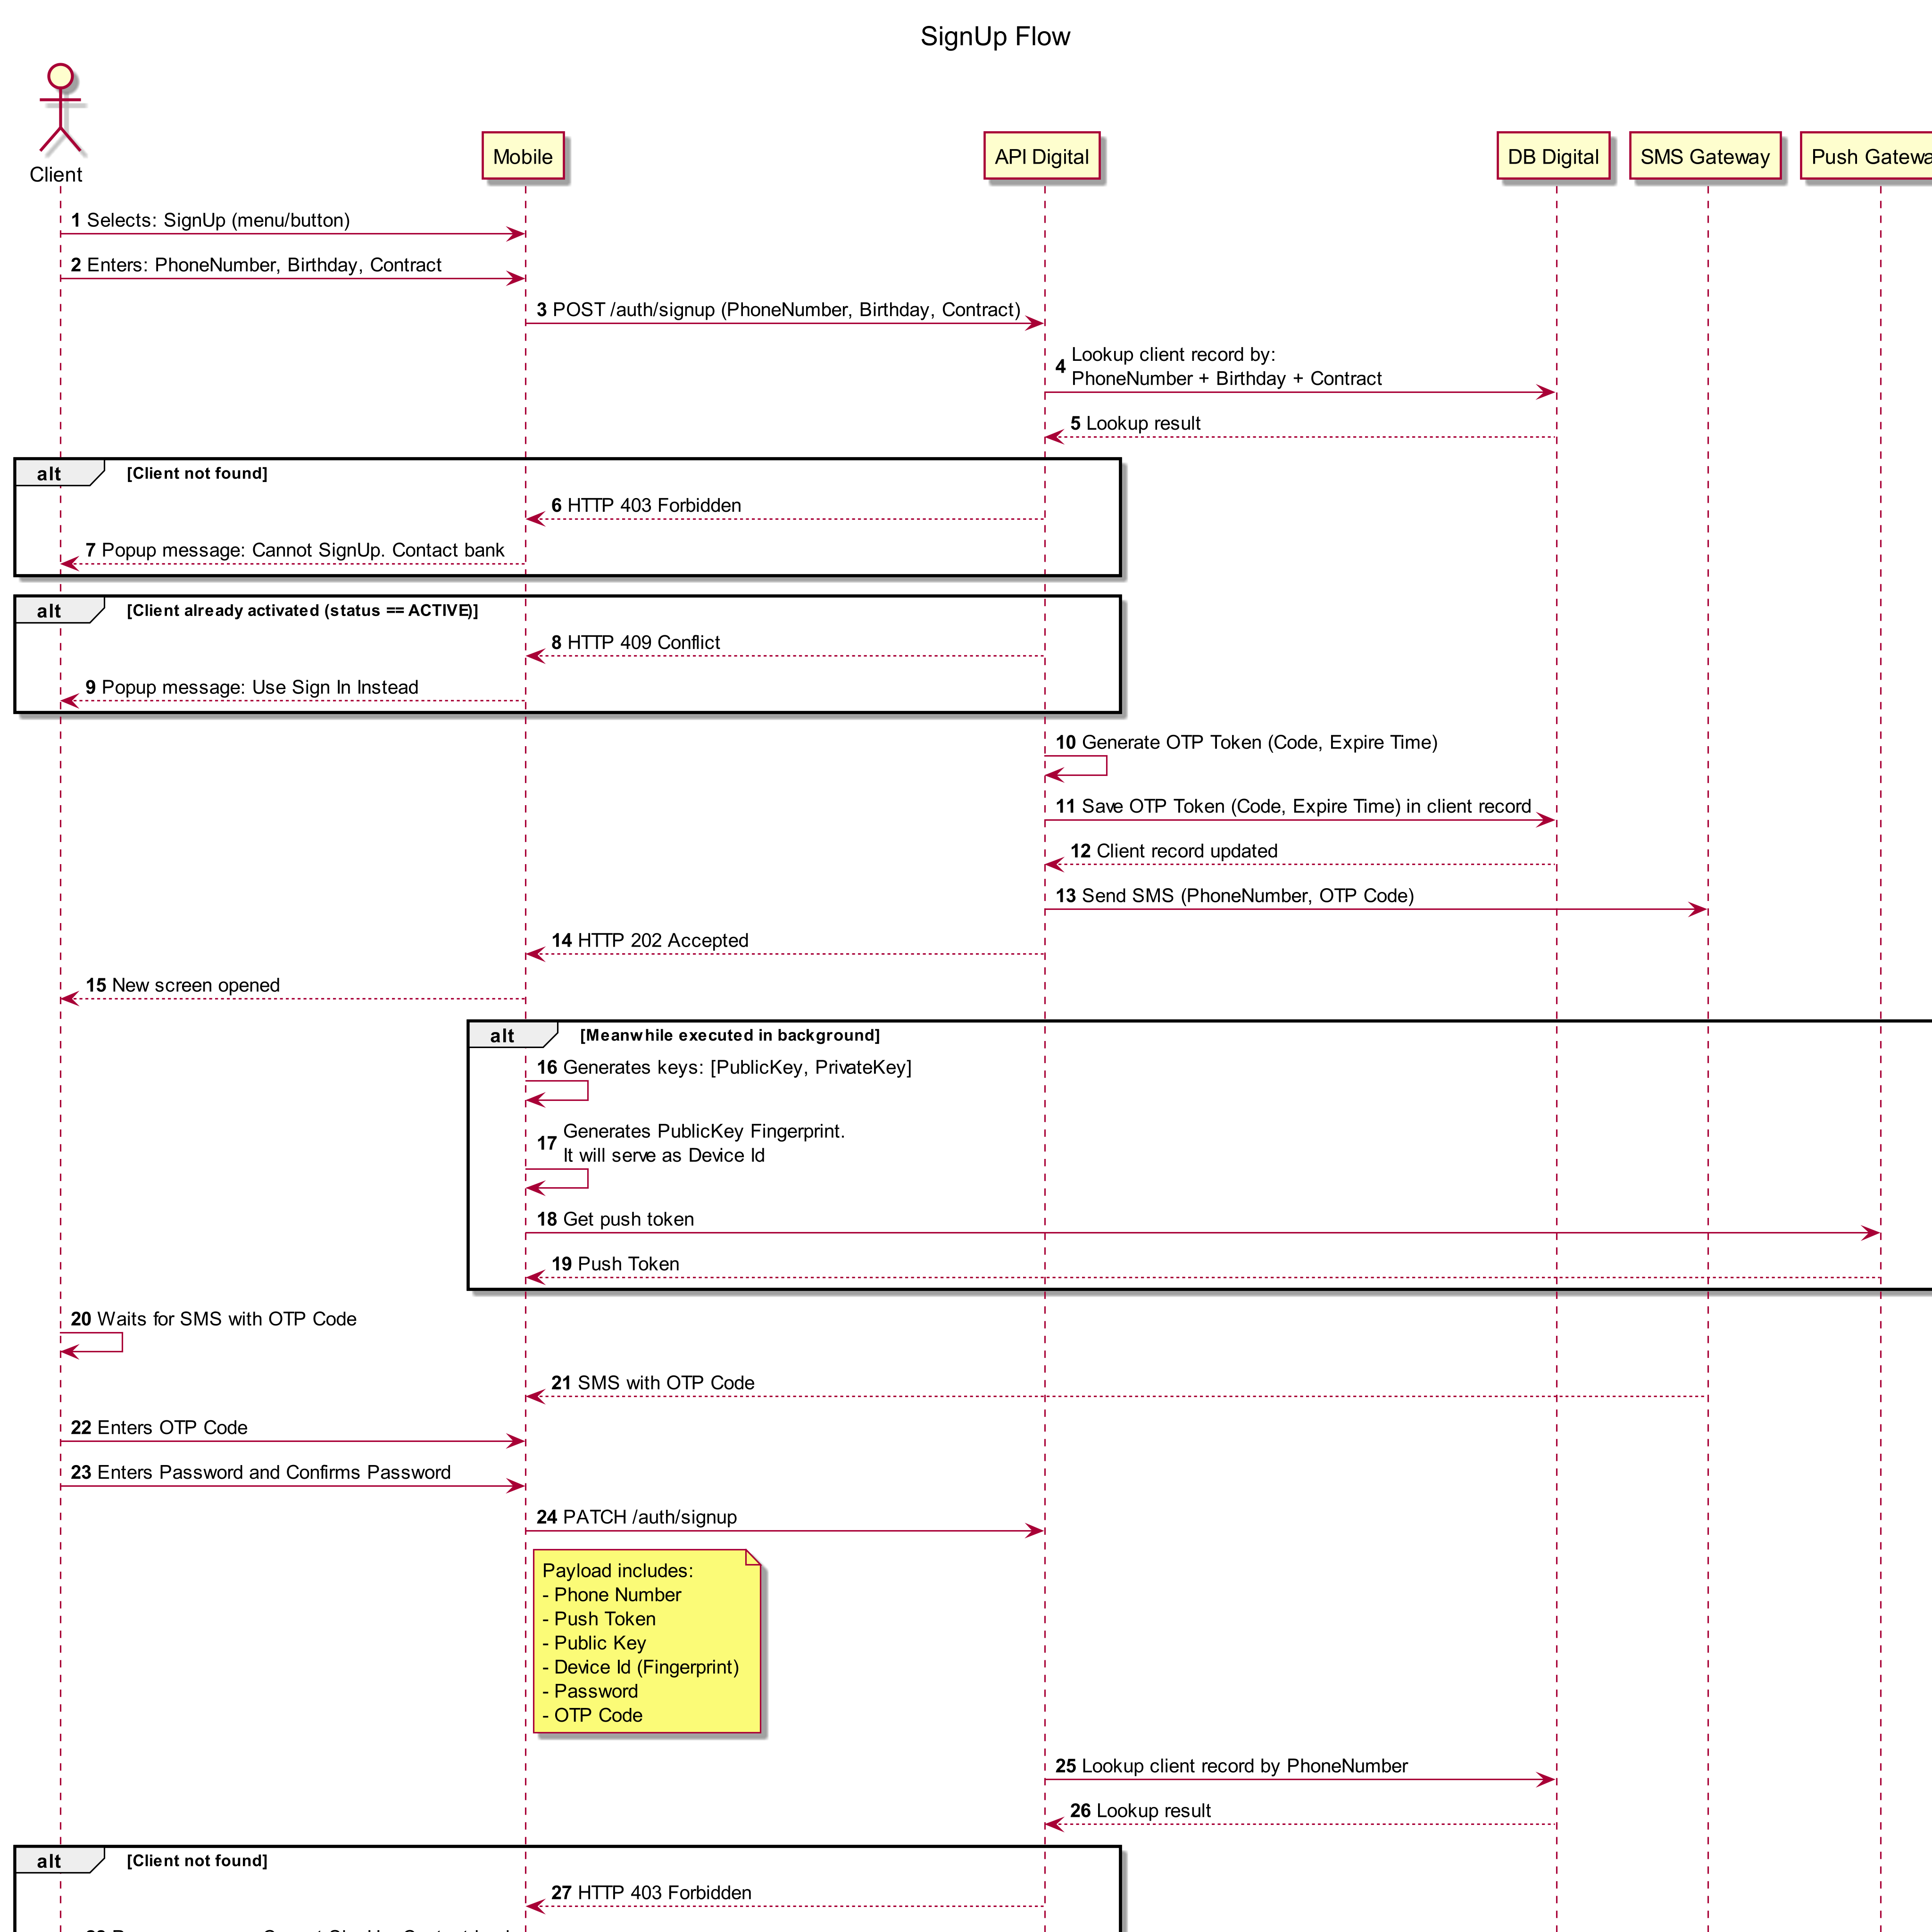 SignUp Flow
Client
Mobile
API Digital
DB Digital
SMS Gateway
Push
1 Selects: SignUp (menu/button)
2 Enters: PhoneNumber, Birthday, Contract
3 POST /auth/signup (PhoneNumber, Birthday, Contract)
4 Lookup client record by:
PhoneNumber + Birthday + Contract
5 Lookup result
alt [Client not found]
6 HTTP 403 Forbidden
7 Popup message: Cannot SignUp. Contact bank
alt [Client already activated (status == ACTIVE)]
8 HTTP 409 Conflict
9 Popup message: Use Sign In Instead
10 Generate OTP Token (Code, Expire Time)
11 Save OTP Token (Code, Expire Time) in client record
12 Client record updated
13 Send SMS (PhoneNumber, OTP Code)
14 HTTP 202 Accepted
15 New screen opened
alt [Meanwhile executed in background]
16 Generates keys: [PublicKey, PrivateKey]
17 Generates PublicKey Fingerprint.
It will serve as Device Id
18 Get push token
19 Push Token
20 Waits for SMS with OTP Code
21 SMS with OTP Code
22 Enters OTP Code
23 Enters Password and Confirms Password
24 PATCH /auth/signup
Payload includes:
- Phone Number
- Push Token
- Public Key
- Device Id (Fingerprint)
- Password
- OTP Code
25 Lookup client record by PhoneNumber
26 Lookup result
alt [Client not found]
27 HTTP 403 Forbidden